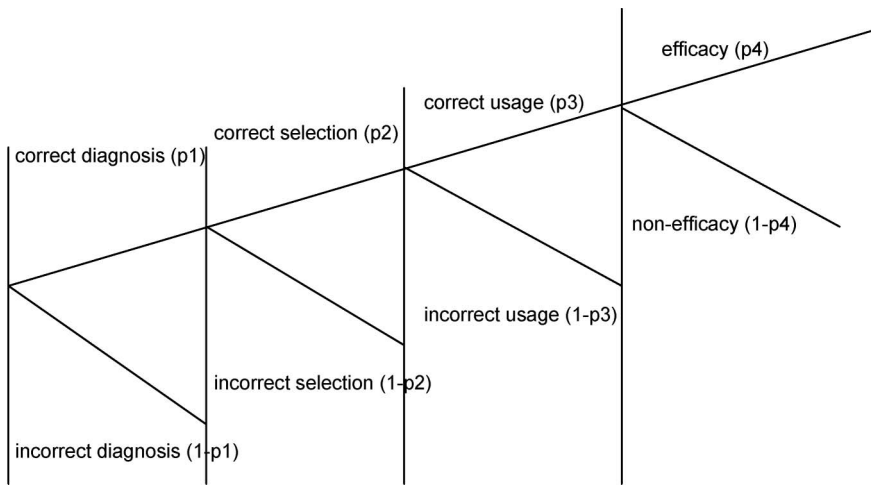 efficacy (p4)
correct usage (p3)
correct selection (p2)
correct diagnosis (p1)
non-efficacy (1-p4)
incorrect usage (1-p3)
incorrect selection (1-p2)
incorrect diagnosis (1-p1)